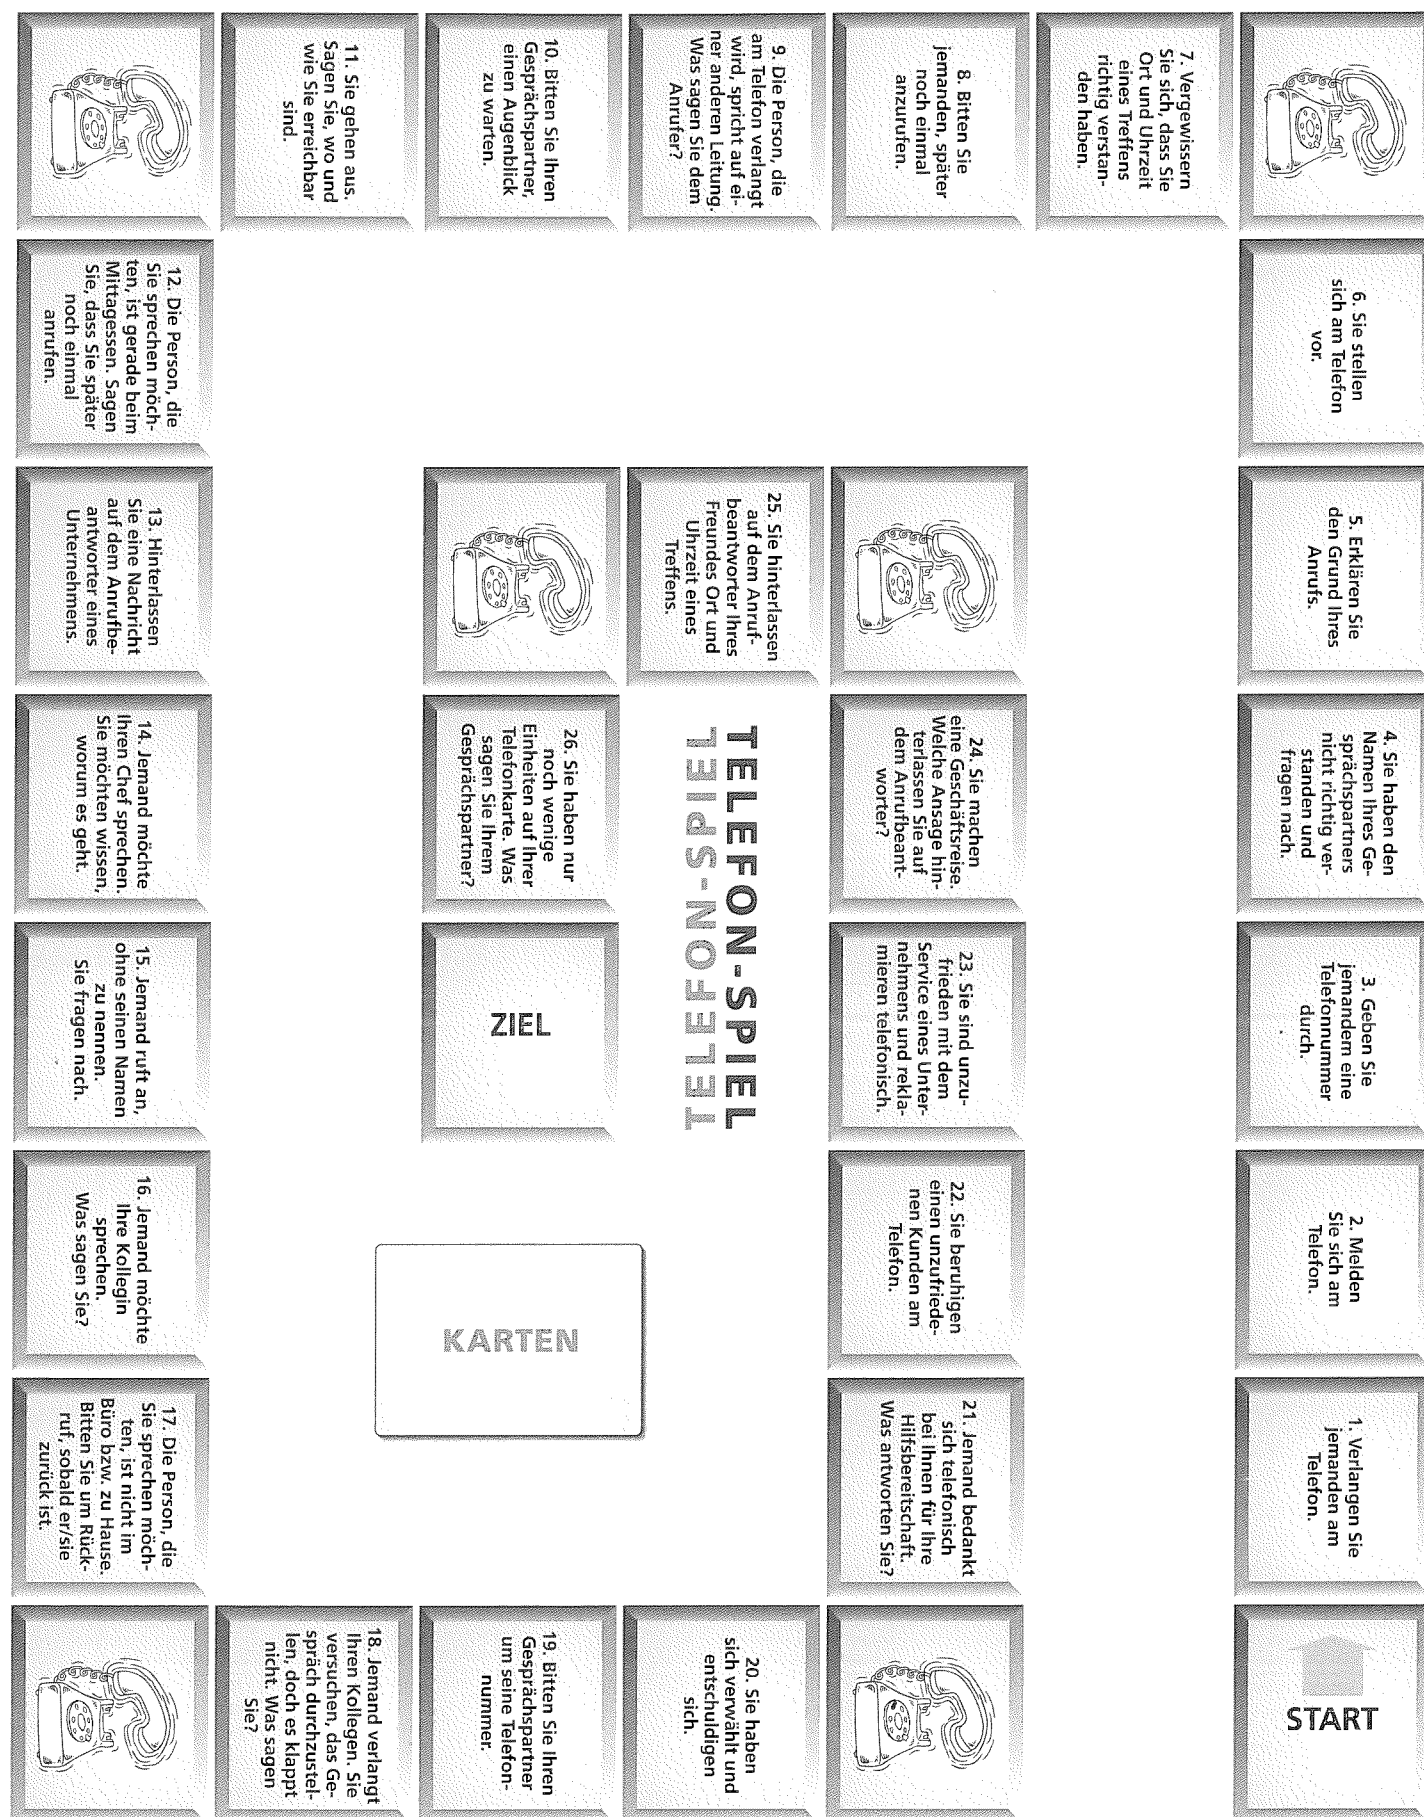 START
1. Verlangen Sie
jemanden am
Telefon.
2. Melden
Sie sich am
Telefon.
3. Geben Sie
jemandem eine
Telefonnummer
durch.
4. Sie haben den
Namen Ihres Ge-
sprächspartners
nicht richtig ver-
standen und
fragen nach.
5. Erklären Sie
den Grund Ihres
Anrufs.
6. Sie stellen
sich am Telefon
vor.
7. Vergewissern
Sie sich, dass Sie
Ort und Uhrzeit
eines Treffens
richtig verstan-
den haben.
8. Bitten Sie
jemanden, später
noch einmal
anzurufen.
9. Die Person, die
am Telefon verlangt
wird, spricht auf ei-
ner anderen Leitung.
Was sagen Sie dem
Anrufer?
10. Bitten Sie Ihren
Gesprächspartner,
einen Augenblick
zu warten.
11. Sie gehen aus.
Sagen Sie, wo und
wie Sie erreichbar
sind.
12. Die Person, die
Sie sprechen möch-
ten, ist gerade beim
Mittagessen. Sagen
Sie, dass Sie später
noch einmal
anrufen.
13. Hinterlassen
Sie eine Nachricht
auf dem Anrufbe-
antworter eines
Unternehmens.
14. Jemand möchte
Ihren Chef sprechen.
Sie möchten wissen,
worum es geht.
15. Jemand ruft an,
ohne seinen Namen
zu nennen.
Sie fragen nach.
16. Jemand möchte
Ihre Kollegin
sprechen.
Was sagen Sie?
17. Die Person, die
Sie sprechen möch-
ten, ist nicht im
Büro bzw. zu Hause.
Bitten Sie um Rück-
ruf, sobald er/sie
zurück ist.
18. Jemand verlangt
Ihren Kollegen. Sie
versuchen, das Ge-
spräch durchzustel-
len, doch es klappt
nicht. Was sagen
Sie?
19. Bitten Sie Ihren
Gesprächspartner
um seine Telefon-
nummer.
20. Sie haben
sich verwählt und
entschuldigen
sich.
21. Jemand bedankt
sich telefonisch
bei Ihnen für Ihre
Hilfsbereitschaft.
Was antworten Sie?
22. Sie beruhigen
einen unzufriede-
nen Kunden am
Telefon.
23. Sie sind unzu-
frieden mit dem
Service eines Unter-
nehmens und rekla-
mieren telefonisch.
24. Sie machen
eine Geschäftsreise.
Welche Ansage hin-
terlassen Sie auf
dem Anrufbeant-
worter?
25. Sie hinterlassen
auf dem Anruf-
beantworter Ihres
Freundes Ort und
Uhrzeit eines
Treffens.
26. Sie haben nur
noch wenige
Einheiten auf Ihrer
Telefonkarte. Was
sagen Sie Ihrem
Gesprächspartner?
ZIEL
TELEFON-SPIEL
TELEFON-SPIEL
KARTEN